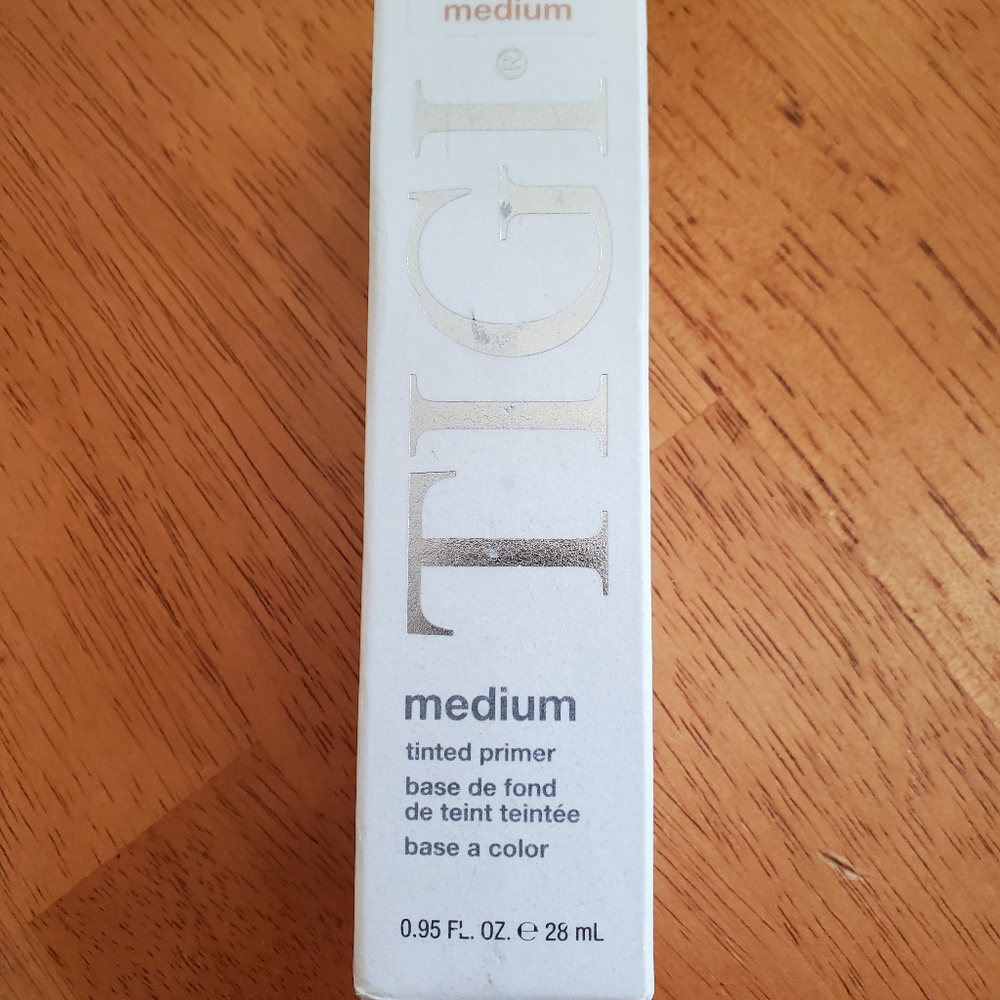 medium
TIGI®
medium
tinted primer
base de fond
de teint teintée
base a color
0.95 FL. OZ. ℮ 28 mL